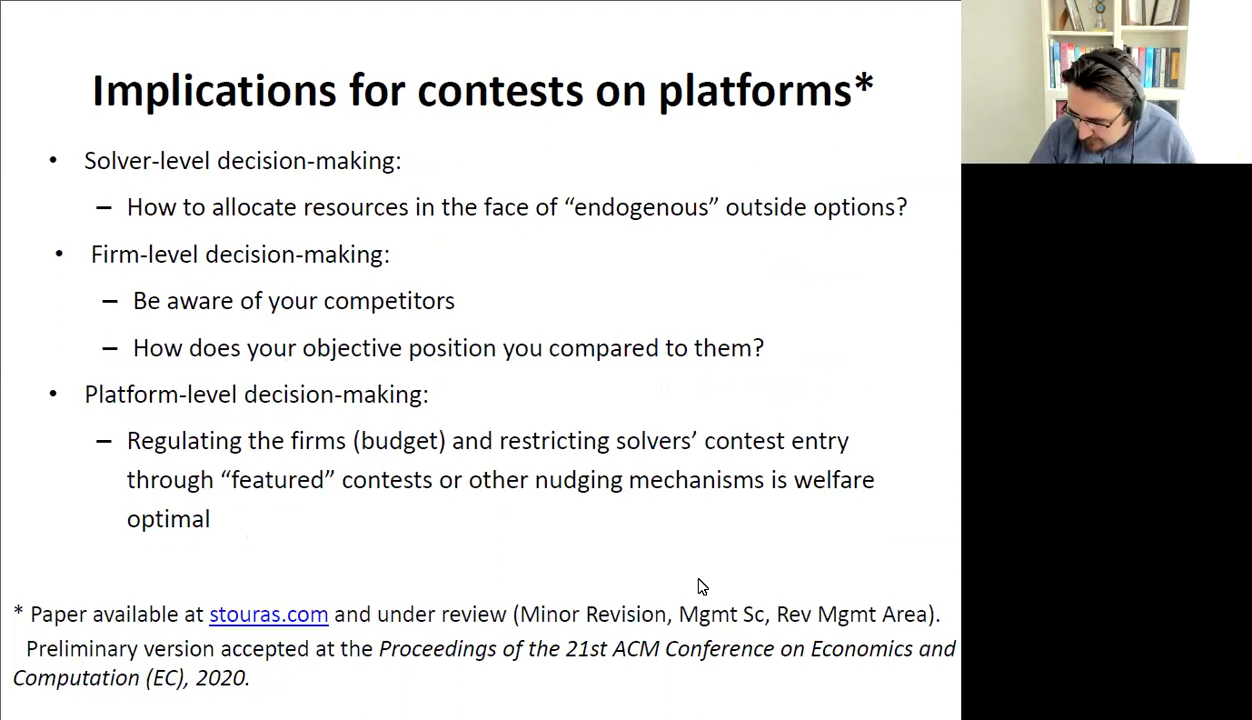 Implications for contests on platforms*
• Solver-level decision-making:
– How to allocate resources in the face of “endogenous” outside options?
• Firm-level decision-making:
– Be aware of your competitors
– How does your objective position you compared to them?
• Platform-level decision-making:
– Regulating the firms (budget) and restricting solvers’ contest entry
through “featured” contests or other nudging mechanisms is welfare
optimal
* Paper available at stouras.com and under review (Minor Revision, Mgmt Sc, Rev Mgmt Area).
Preliminary version accepted at the Proceedings of the 21st ACM Conference on Economics and
Computation (EC), 2020.